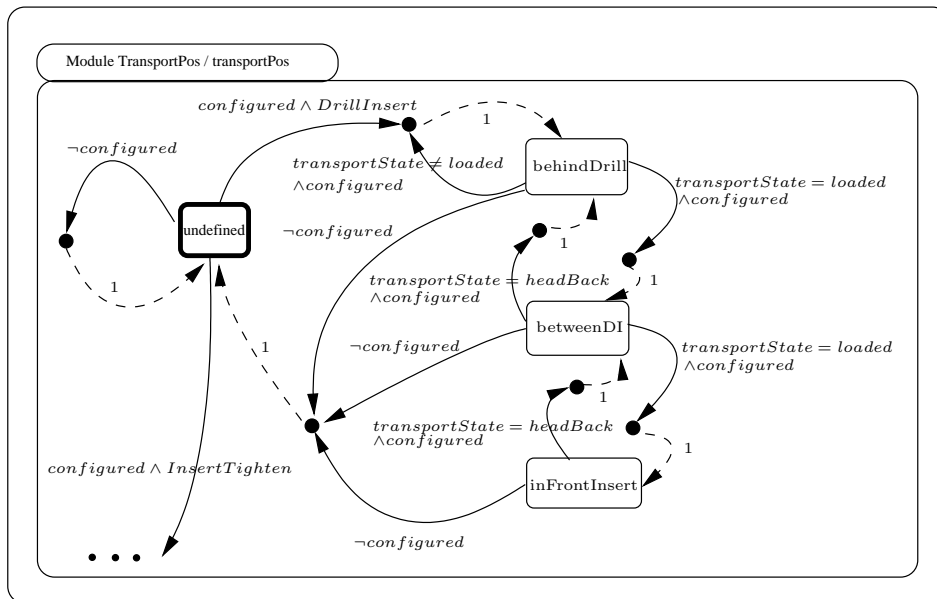 Module TransportPos / transportPos
configured ∧ DrillInsert
1
¬configured
transportState ≠ loaded
∧configured
behindDrill
transportState = loaded
∧configured
undefined
¬configured
1
1
1
transportState = headBack
∧configured
betweenDI
1
¬configured
transportState = loaded
∧configured
1
transportState = headBack
∧configured
1
configured ∧ InsertTighten
inFrontInsert
¬configured